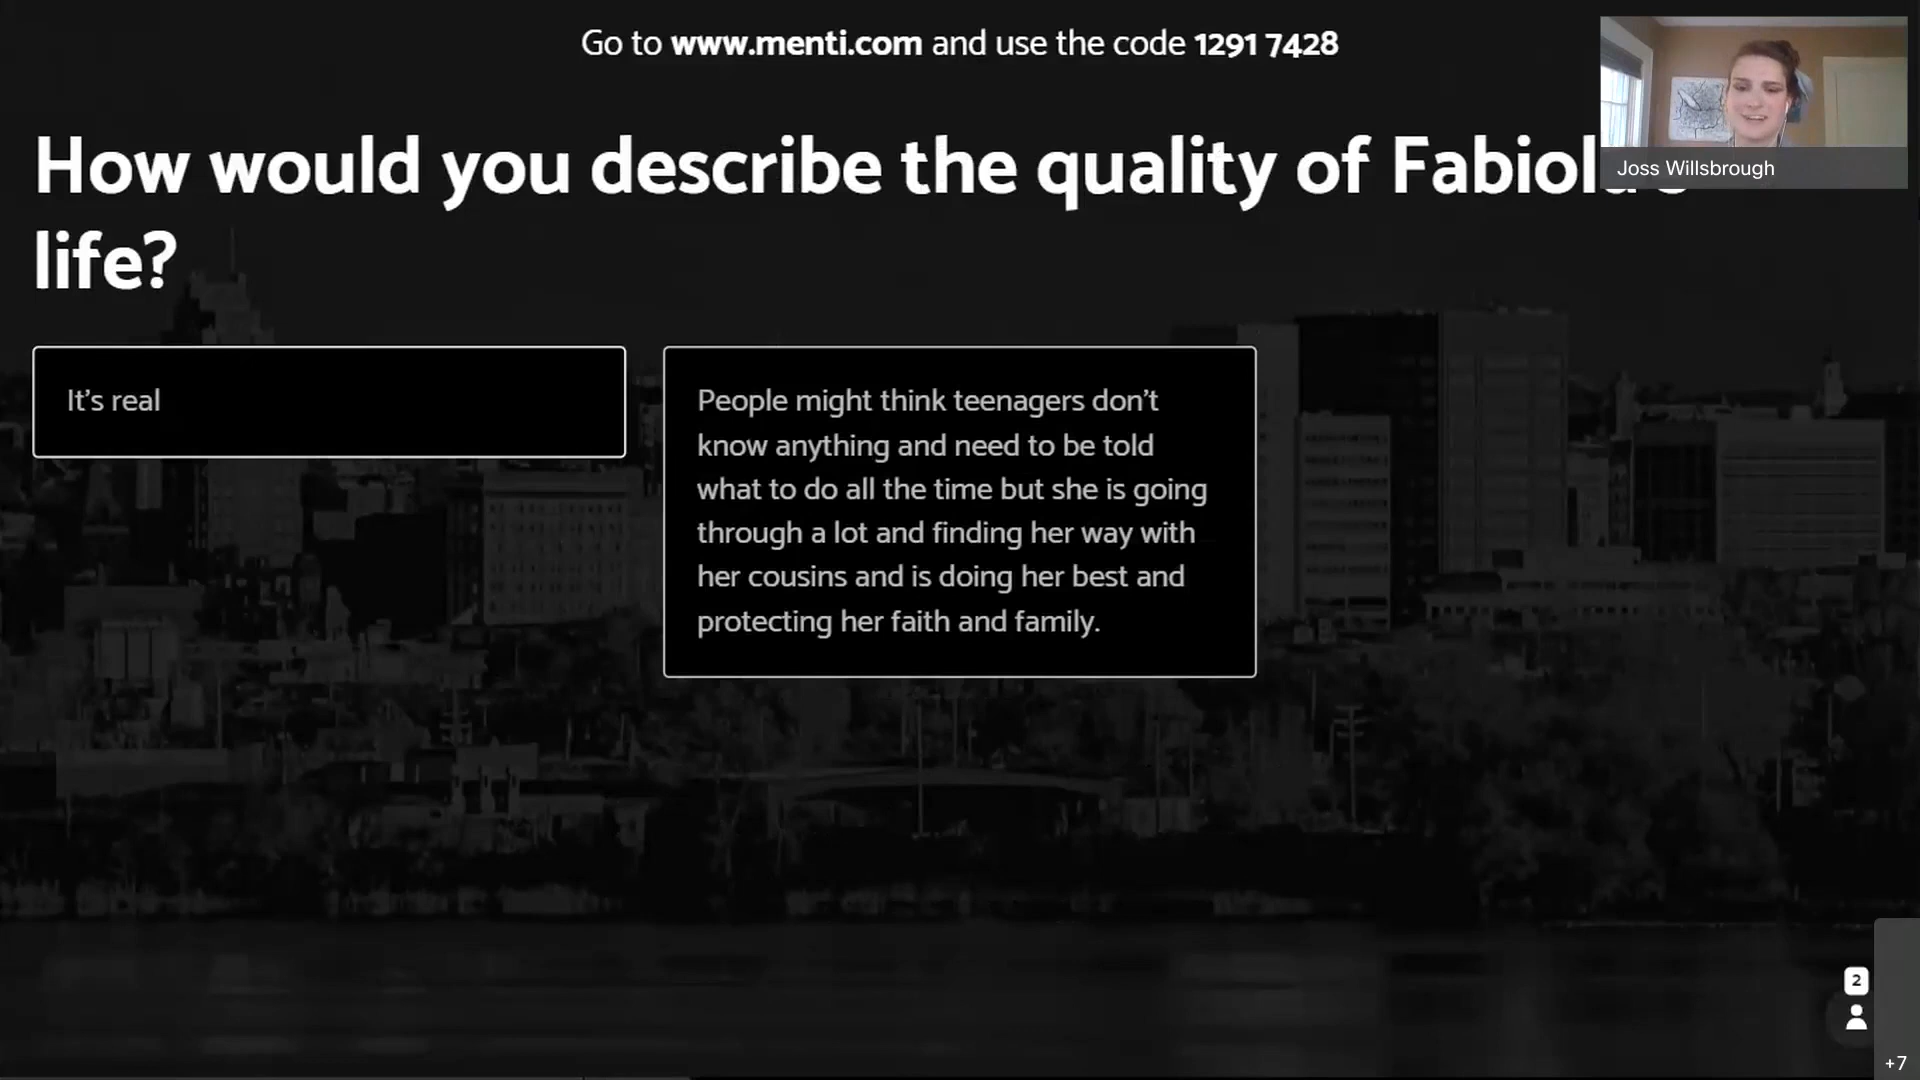 Go to www.menti.com and use the code 1291 7428
How would you describe the quality of
life?
Joss Willsbrough
It's real
People might think teenagers don't
know anything and need to be told
what to do all the time but she is going
through a lot and finding her way with
her cousins and is doing her best and
protecting her faith and family.
2
+7